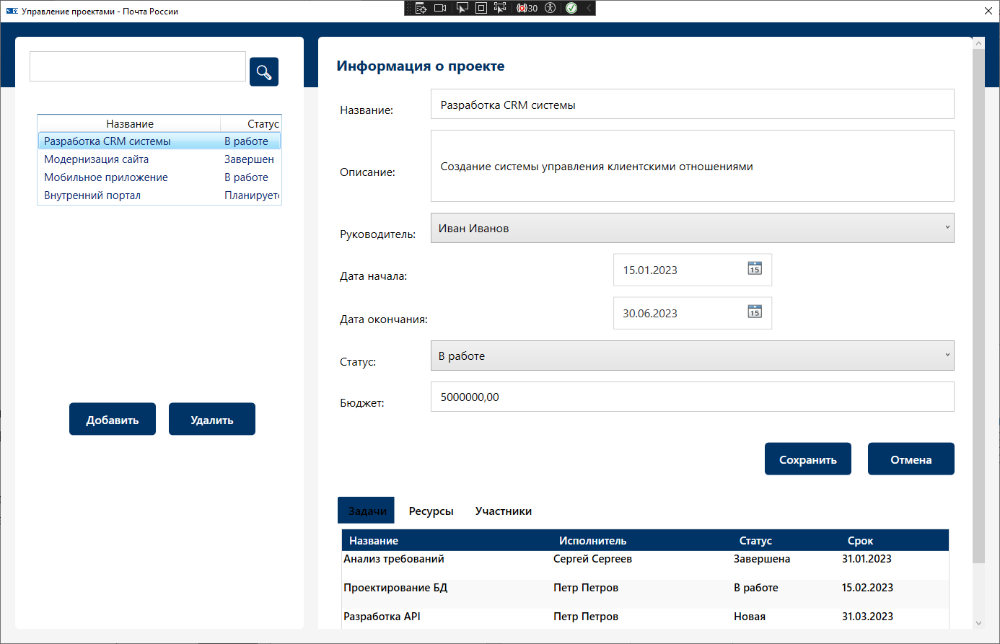 Управление проектами - Почта России
30
Название Статус
Разработка CRM системы В работе
Модернизация сайта Завершен
Мобильное приложение В работе
Внутренний портал Планирует
Добавить Удалить
Информация о проекте
Название: Разработка CRM системы
Описание: Создание системы управления клиентскими отношениями
Руководитель: Иван Иванов
Дата начала: 15.01.2023 15
Дата окончания: 30.06.2023 15
Статус: В работе
Бюджет: 5000000,00
Сохранить Отмена
Задачи Ресурсы Участники
Название Исполнитель Статус Срок
Анализ требований Сергей Сергеев Завершена 31.01.2023
Проектирование БД Петр Петров В работе 15.02.2023
Разработка API Петр Петров Новая 31.03.2023